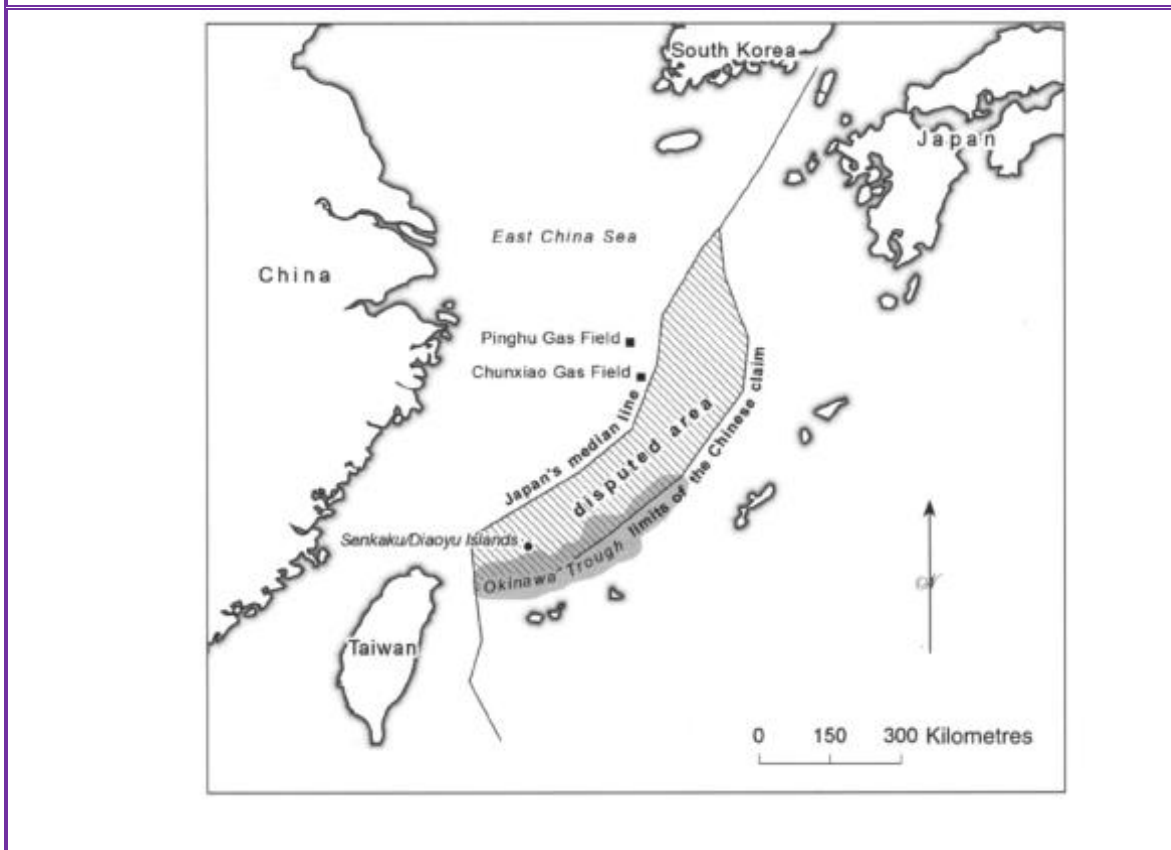 South Korea
Japan
East China Sea
China
Pinghu Gas Field
Chunxiao Gas Field
Japan's median line
disputed area
limits of the Chinese claim
Senkaku/Diaoyu Islands
Okinawa Trough
Taiwan
N
0 150 300 Kilometres